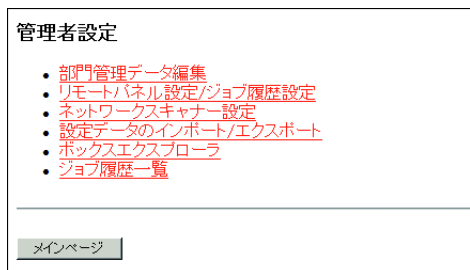 管理者設定
部門管理データ編集
リモートパネル設定/ジョブ履歴設定
ネットワークスキャナー設定
設定データのインポート/エクスポート
ボックスエクスプローラ
ジョブ履歴一覧
メインページ